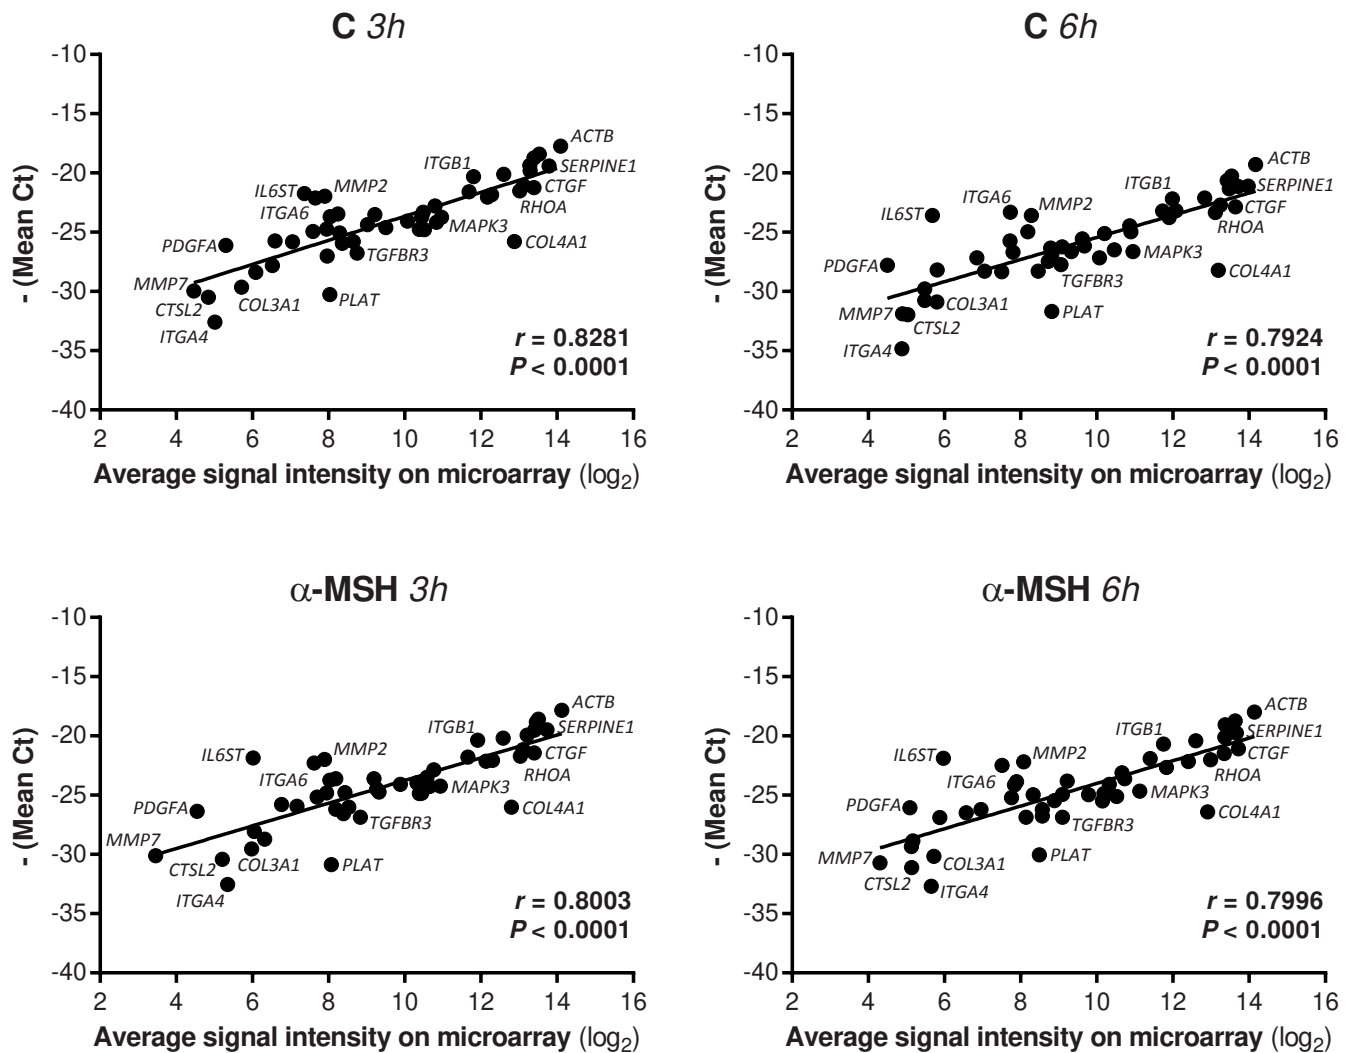 C 3h
- (Mean Ct)
-10
-15
-20
-25
-30
-35
-40
ACTB
ITGB1
SERPINE1
IL6ST
MMP2
CTGF
ITGA6
RHOA
MAPK3
PDGFA
TGFBR3
COL4A1
MMP7
CTSL2
COL3A1
PLAT
ITGA4
r = 0.8281
P < 0.0001
2 4 6 8 10 12 14 16
Average signal intensity on microarray (log2)
C 6h
- (Mean Ct)
-10
-15
-20
-25
-30
-35
-40
ACTB
ITGB1
SERPINE1
ITGA6
MMP2
IL6ST
CTGF
RHOA
MAPK3
PDGFA
TGFBR3
COL4A1
COL3A1
MMP7
CTSL2
PLAT
ITGA4
r = 0.7924
P < 0.0001
2 4 6 8 10 12 14 16
Average signal intensity on microarray (log2)
α-MSH 3h
- (Mean Ct)
-10
-15
-20
-25
-30
-35
-40
ACTB
ITGB1
SERPINE1
IL6ST
MMP2
CTGF
ITGA6
RHOA
MAPK3
PDGFA
COL4A1
TGFBR3
MMP7
CTSL2
COL3A1
PLAT
ITGA4
r = 0.8003
P < 0.0001
2 4 6 8 10 12 14 16
Average signal intensity on microarray (log2)
α-MSH 6h
- (Mean Ct)
-10
-15
-20
-25
-30
-35
-40
ACTB
ITGB1
SERPINE1
IL6ST
MMP2
CTGF
ITGA6
RHOA
MAPK3
PDGFA
COL4A1
TGFBR3
MMP7
COL3A1
PLAT
CTSL2
ITGA4
r = 0.7996
P < 0.0001
2 4 6 8 10 12 14 16
Average signal intensity on microarray (log2)